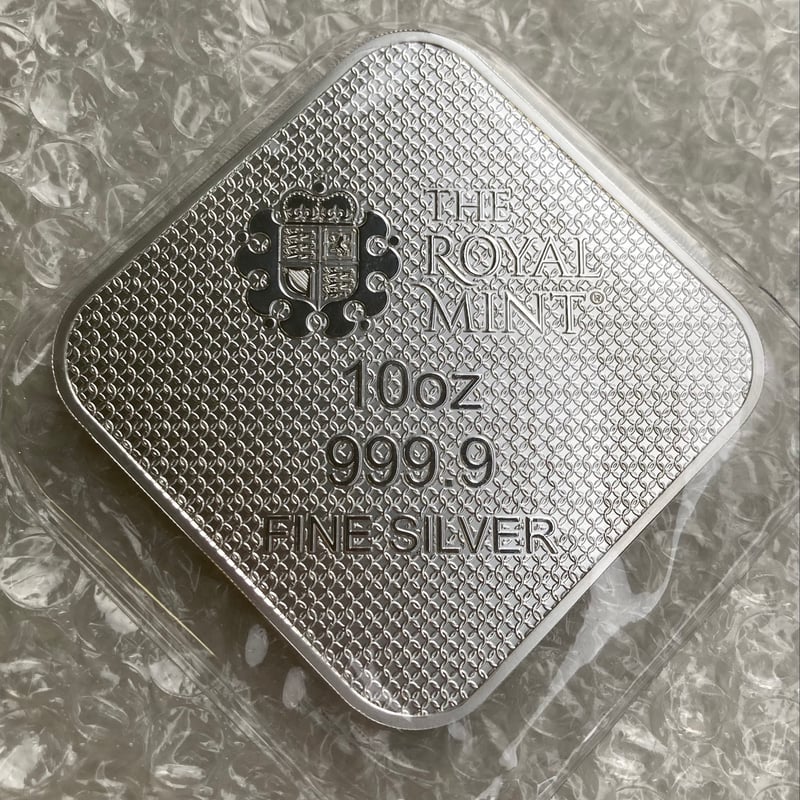 THE
ROYAL
MINT®
10oz
999.9
FINE SILVER